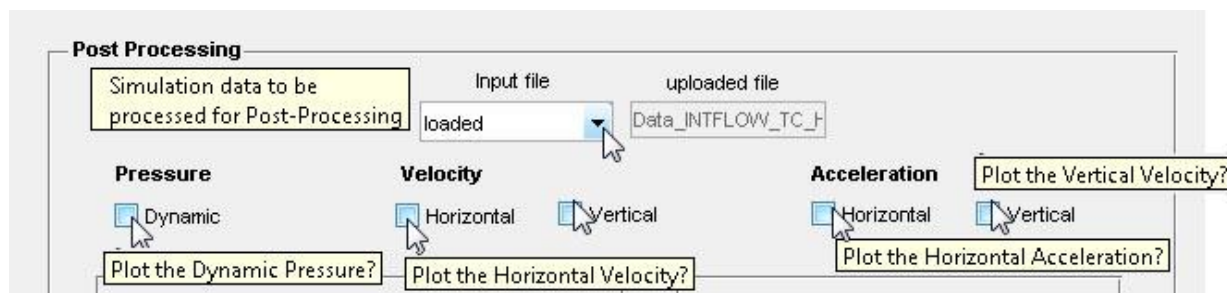 Post Processing
Simulation data to be
processed for Post-Processing
Input file
uploaded file
loaded
Data_INTFLOW_TC_H
Pressure
Velocity
Acceleration
Plot the Vertical Velocity?
Dynamic
Horizontal
Vertical
Horizontal
Vertical
Plot the Dynamic Pressure?
Plot the Horizontal Velocity?
Plot the Horizontal Acceleration?